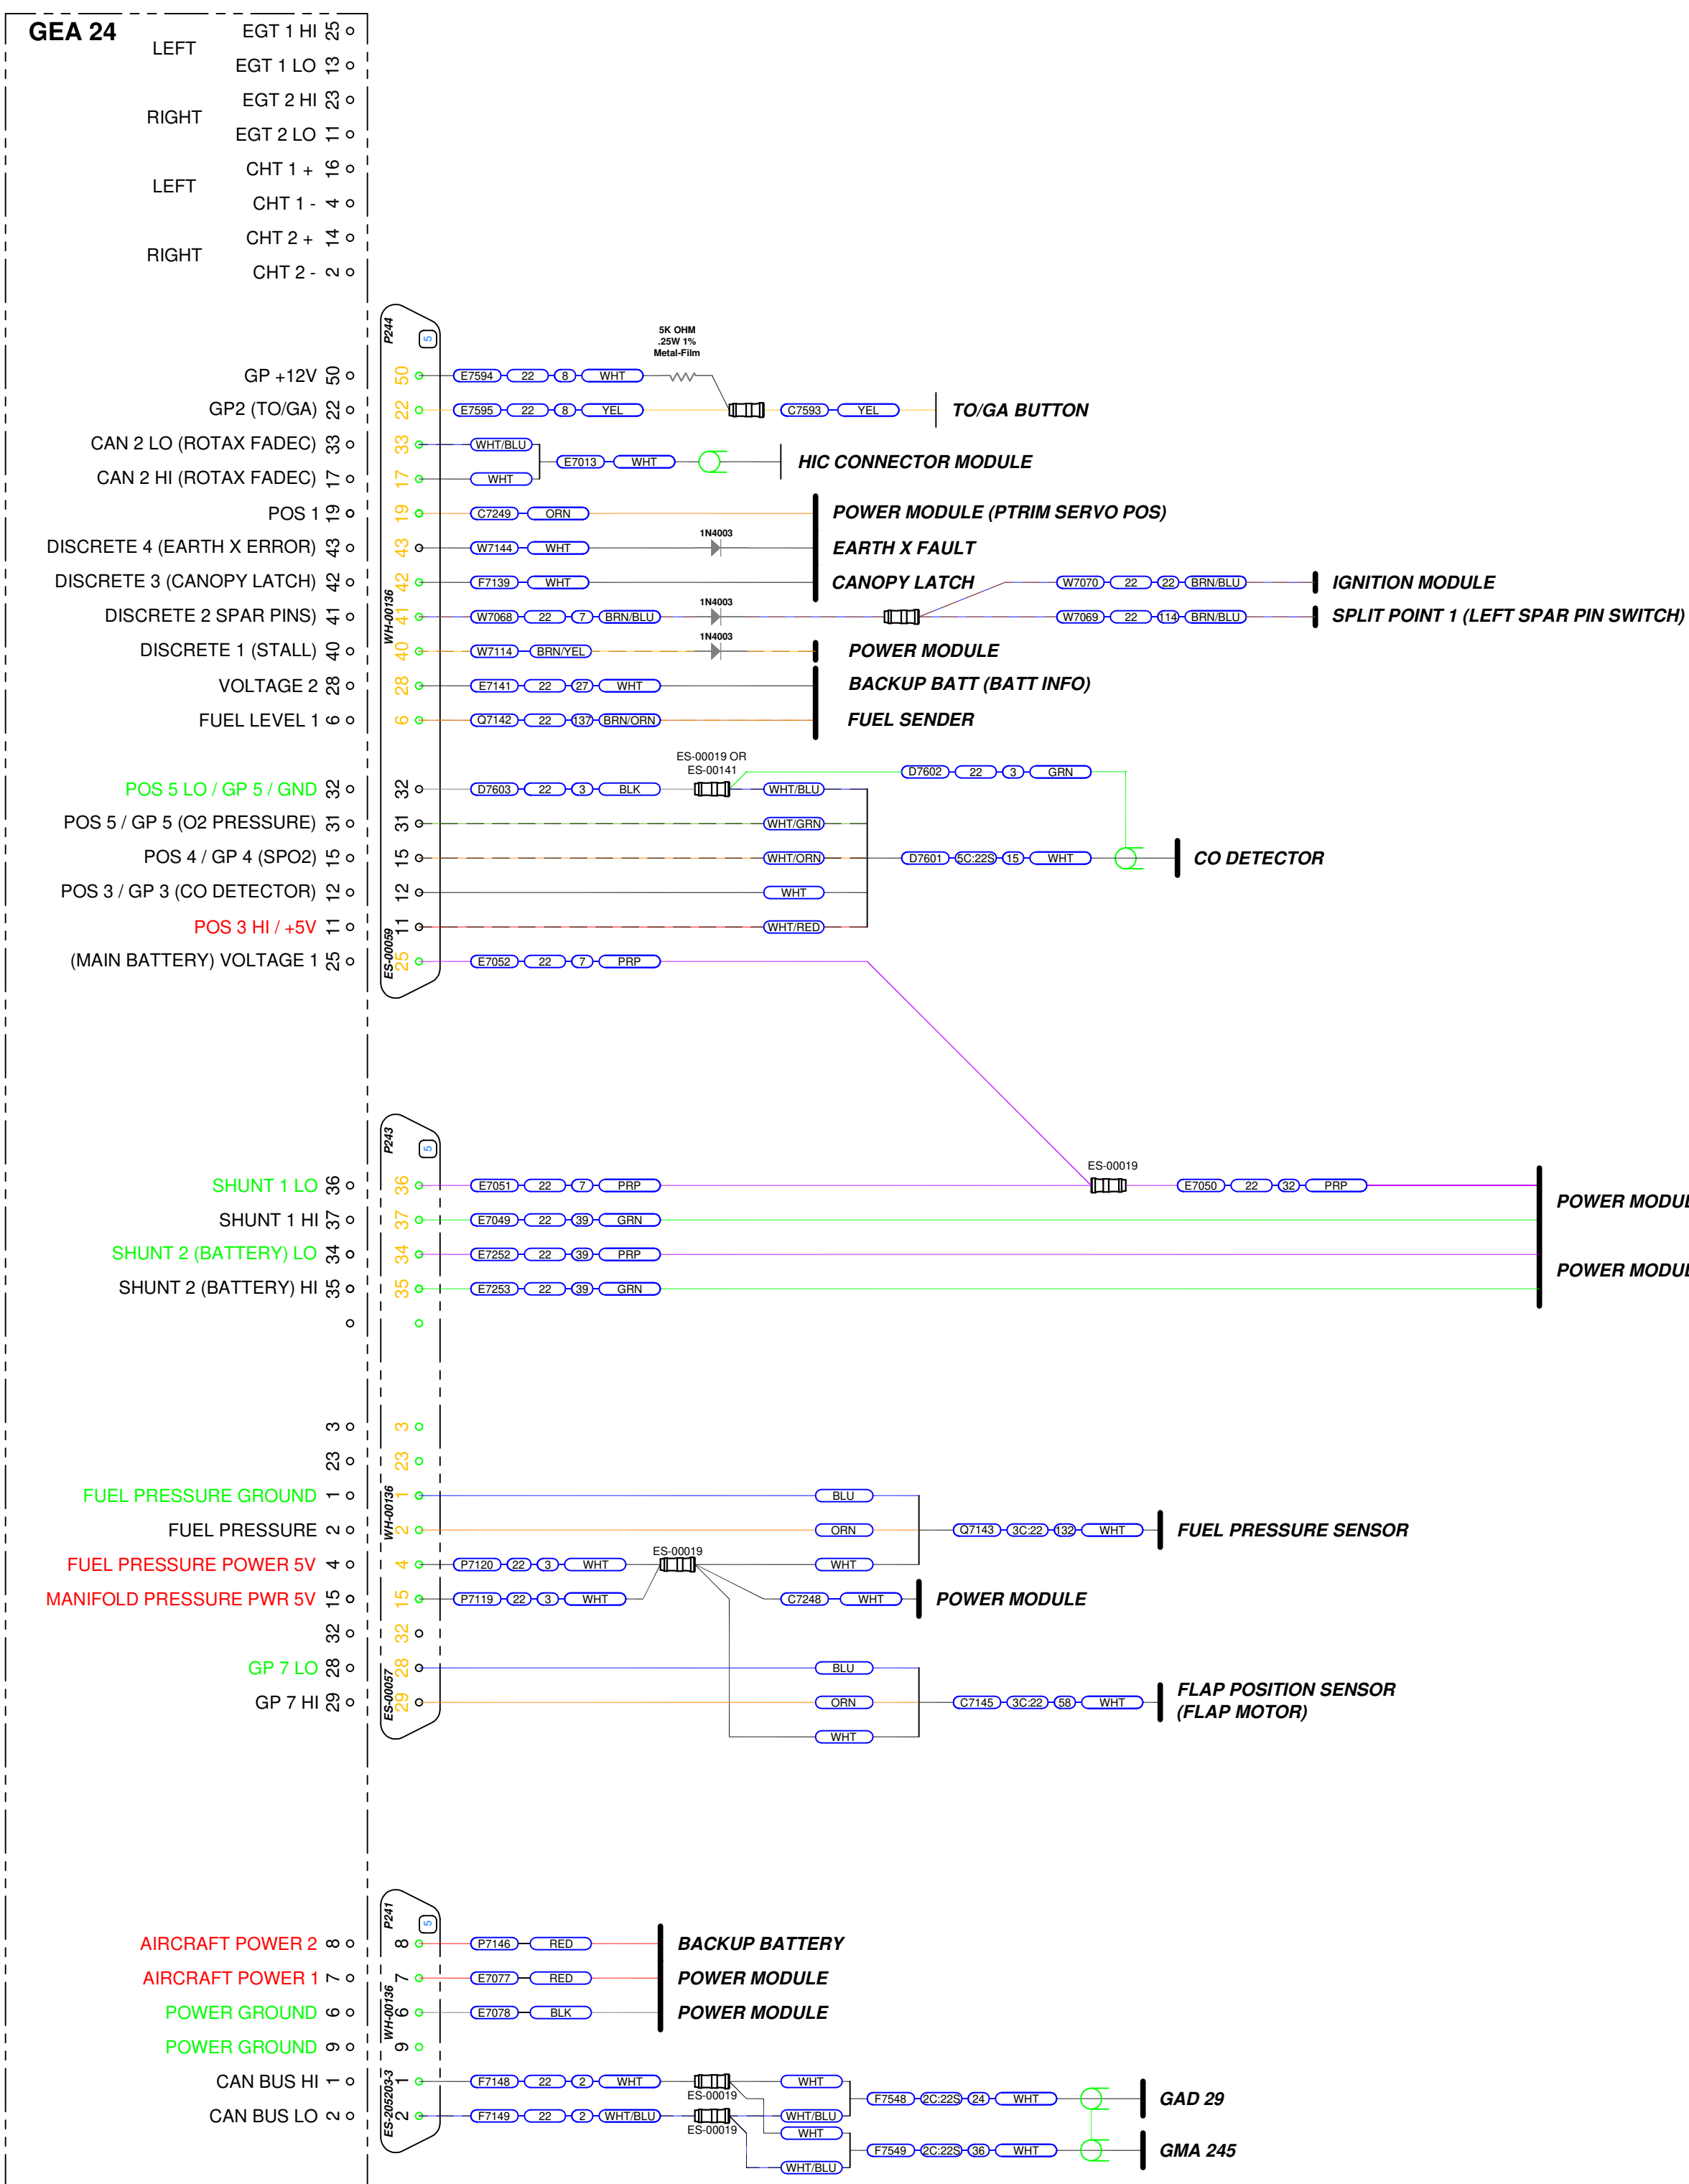 GEA 24
LEFT
EGT 1 HI 25
EGT 1 LO 13
RIGHT
EGT 2 HI 23
EGT 2 LO 11
LEFT
CHT 1 + 16
CHT 1 - 4
RIGHT
CHT 2 + 14
CHT 2 - 2
P244
5
5K OHM
.25W 1%
Metal-Film
GP +12V 50 50 E7594 22 8 WHT
GP2 (TO/GA) 22 22 E7595 22 8 YEL C7593 YEL TO/GA BUTTON
CAN 2 LO (ROTAX FADEC) 33 33 WHT/BLU
E7013 WHT HIC CONNECTOR MODULE
CAN 2 HI (ROTAX FADEC) 17 17 WHT
POS 1 19 19 C7249 ORN POWER MODULE (PTRIM SERVO POS)
1N4003
DISCRETE 4 (EARTH X ERROR) 43 43 W7144 WHT EARTH X FAULT
DISCRETE 3 (CANOPY LATCH) 42 42 F7139 WHT CANOPY LATCH W7070 22 22 BRN/BLU IGNITION MODULE
WH-00136
1N4003
DISCRETE 2 SPAR PINS) 41 41 W7068 22 7 BRN/BLU W7069 22 114 BRN/BLU SPLIT POINT 1 (LEFT SPAR PIN SWITCH)
1N4003
DISCRETE 1 (STALL) 40 40 W7114 BRN/YEL POWER MODULE
VOLTAGE 2 28 28 E7141 22 27 WHT BACKUP BATT (BATT INFO)
FUEL LEVEL 1 6 6 Q7142 22 137 BRN/ORN FUEL SENDER
ES-00019 OR
ES-00141
D7602 22 3 GRN
POS 5 LO / GP 5 / GND 32 32 D7603 22 3 BLK WHT/BLU
POS 5 / GP 5 (O2 PRESSURE) 31 31 WHT/GRN
POS 4 / GP 4 (SPO2) 15 15 WHT/ORN D7601 5C:22S 15 WHT CO DETECTOR
POS 3 / GP 3 (CO DETECTOR) 12 12 WHT
POS 3 HI / +5V 11 11 WHT/RED
ES-00059
(MAIN BATTERY) VOLTAGE 1 25 25 E7052 22 7 PRP
P243
5
ES-00019
SHUNT 1 LO 36 36 E7051 22 7 PRP E7050 22 32 PRP
POWER MODUL
SHUNT 1 HI 37 37 E7049 22 39 GRN
SHUNT 2 (BATTERY) LO 34 34 E7252 22 39 PRP
POWER MODUL
SHUNT 2 (BATTERY) HI 35 35 E7253 22 39 GRN
3 3
23 23
FUEL PRESSURE GROUND 1 1 BLU
WH-00136
FUEL PRESSURE 2 2 ORN Q7143 3C:22 132 WHT FUEL PRESSURE SENSOR
ES-00019
FUEL PRESSURE POWER 5V 4 4 P7120 22 3 WHT WHT
MANIFOLD PRESSURE PWR 5V 15 15 P7119 22 3 WHT C7248 WHT POWER MODULE
32 32
GP 7 LO 28 28 BLU
ES-00057
GP 7 HI 29 29 ORN C7145 3C:22 58 WHT FLAP POSITION SENSOR
(FLAP MOTOR)
WHT
P241
5
AIRCRAFT POWER 2 8 8 P7146 RED BACKUP BATTERY
AIRCRAFT POWER 1 7 7 E7077 RED POWER MODULE
WH-00136
POWER GROUND 6 6 E7078 BLK POWER MODULE
POWER GROUND 9 9
CAN BUS HI 1 1 F7148 22 2 WHT WHT
ES-00019
F7548 2C:22S 24 WHT GAD 29
ES-205203-3
CAN BUS LO 2 2 F7149 22 2 WHT/BLU WHT/BLU
ES-00019
WHT
F7549 2C:22S 36 WHT GMA 245
WHT/BLU